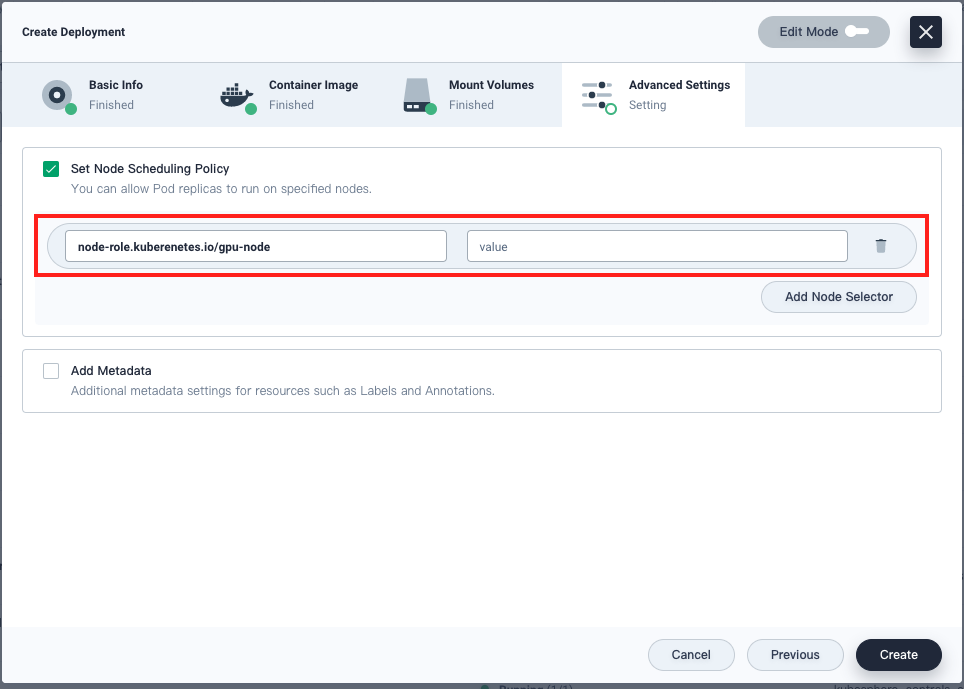 Create Deployment
Edit Mode
Basic Info
Finished
Container Image
Finished
Mount Volumes
Finished
Advanced Settings
Setting
Set Node Scheduling Policy
You can allow Pod replicas to run on specified nodes.
node-role.kuberenetes.io/gpu-node
value
Add Node Selector
Add Metadata
Additional metadata settings for resources such as Labels and Annotations.
Cancel
Previous
Create